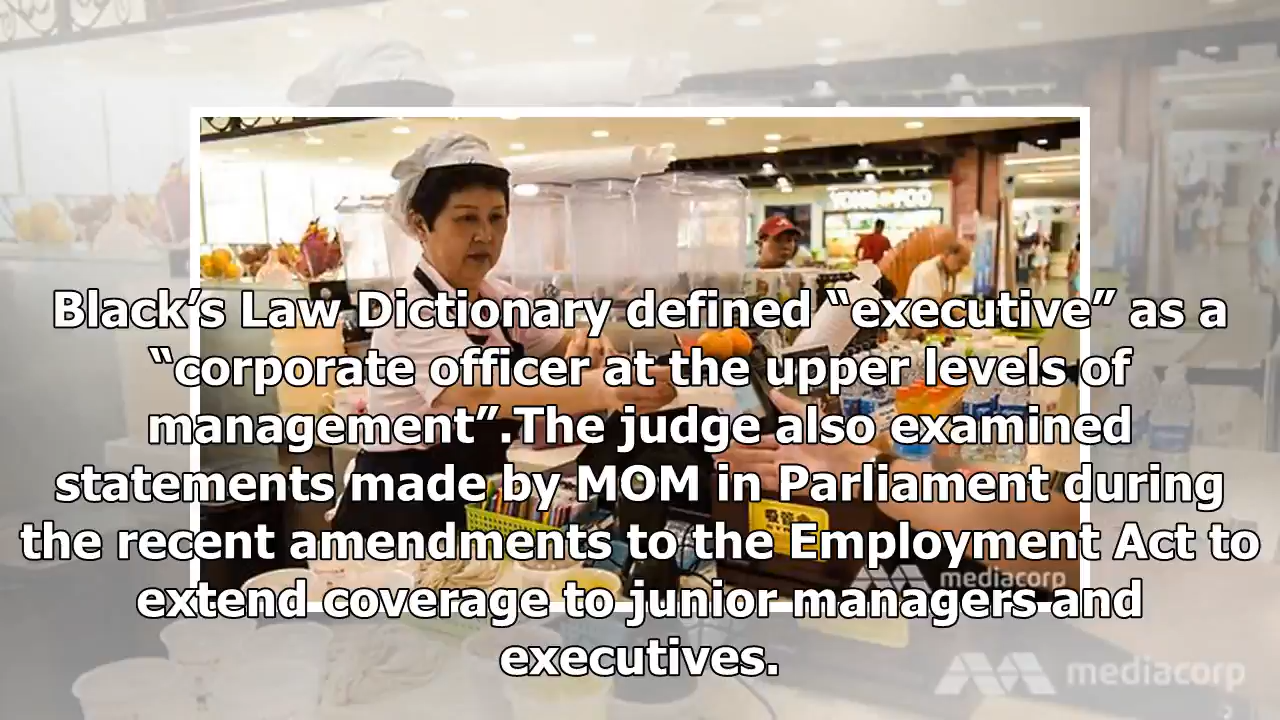 Black’s Law Dictionary defined “executive” as a
“corporate officer at the upper levels of
management”.The judge also examined
statements made by MOM in Parliament during
the recent amendments to the Employment Act to
extend coverage to junior managers and
executives.
mediacorp
mediacorp